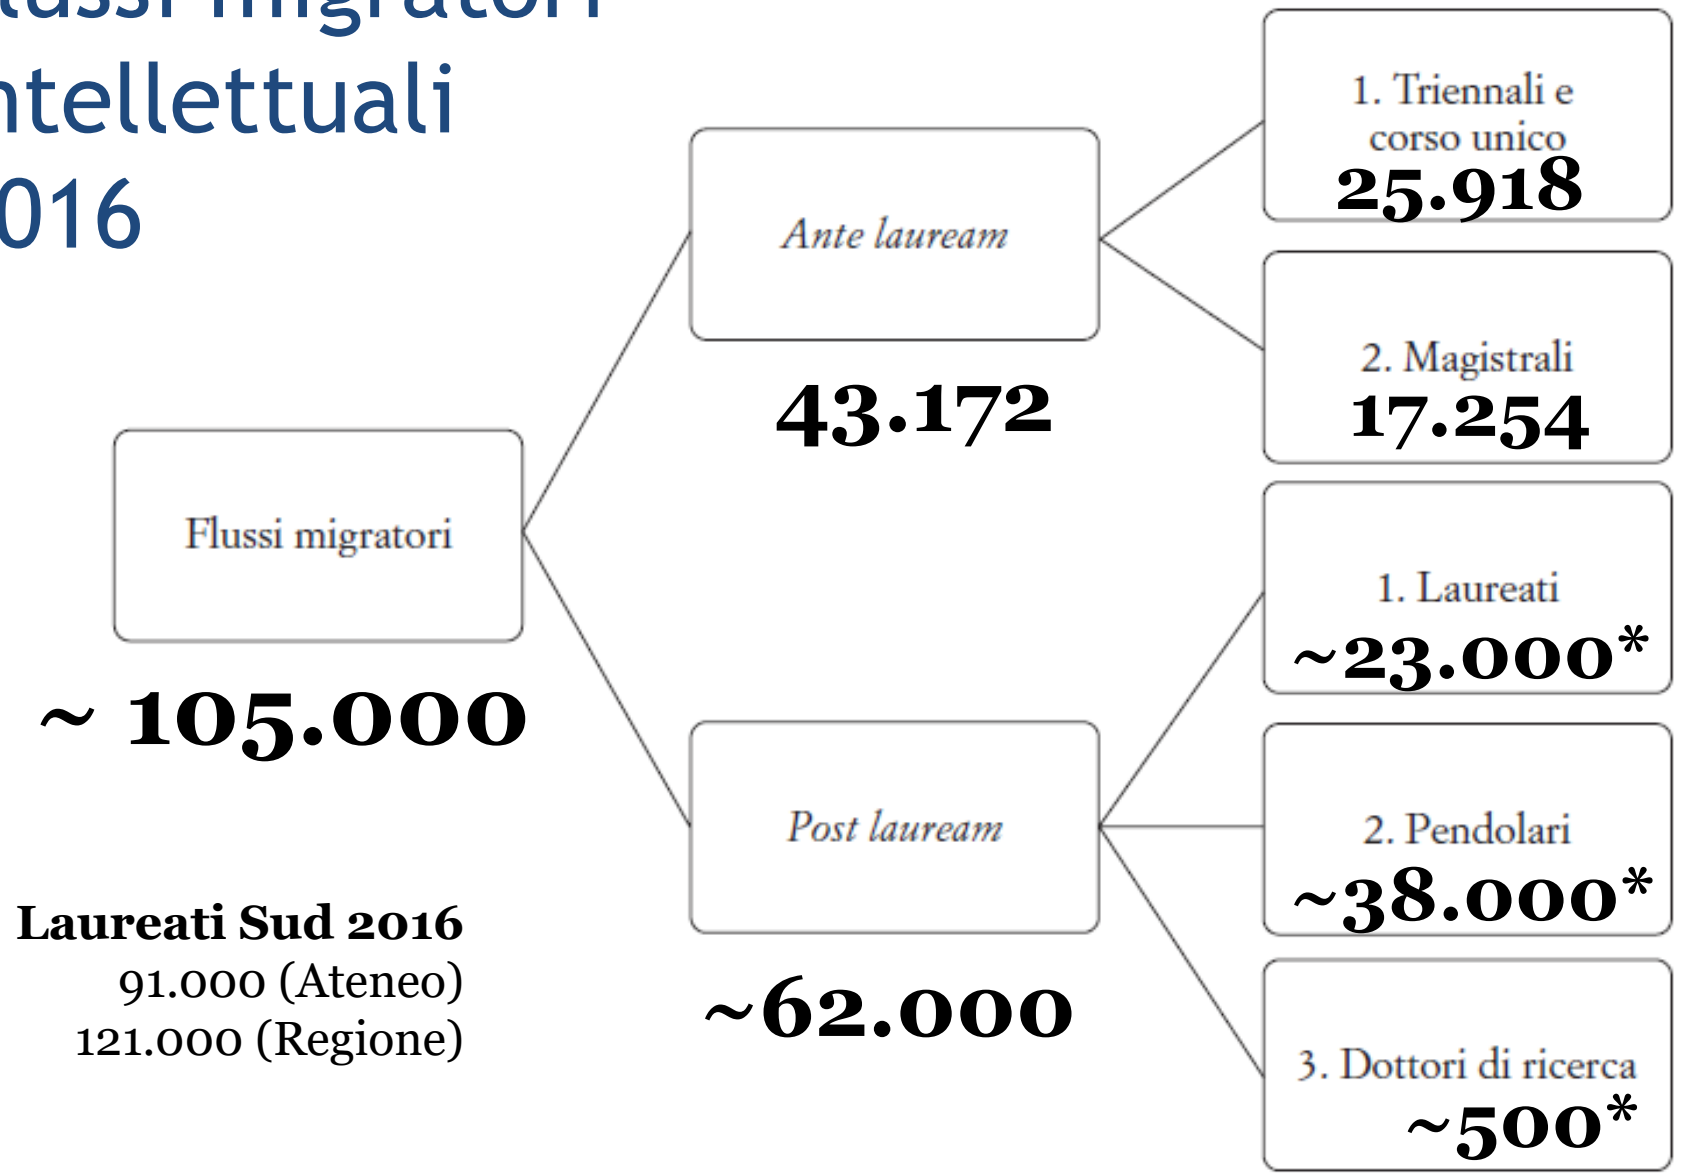 lussi migratori
ntellettuali
016
1. Triennali e
corso unico
25.918
Ante lauream
43.172
2. Magistrali
17.254
Flussi migratori
~ 105.000
1. Laureati
~23.000*
Post lauream
~62.000
2. Pendolari
~38.000*
3. Dottori di ricerca
~500*
Laureati Sud 2016
91.000 (Ateneo)
121.000 (Regione)